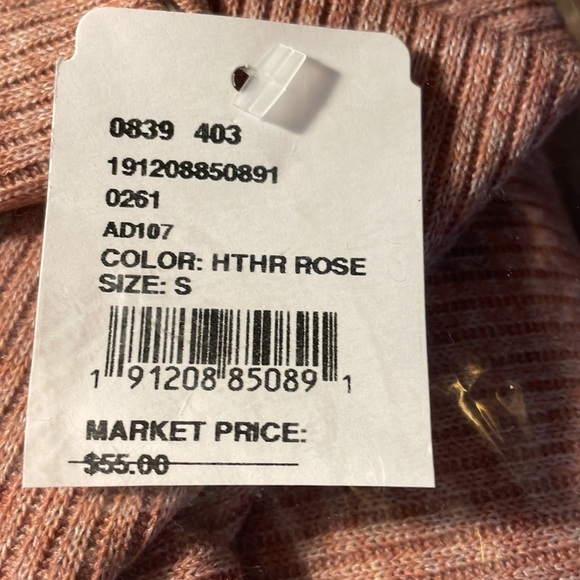 0839 403
191208850891
0261
AD107
COLOR: HTHR ROSE
SIZE: S
1 91208 85089 1
MARKET PRICE:
$55.00